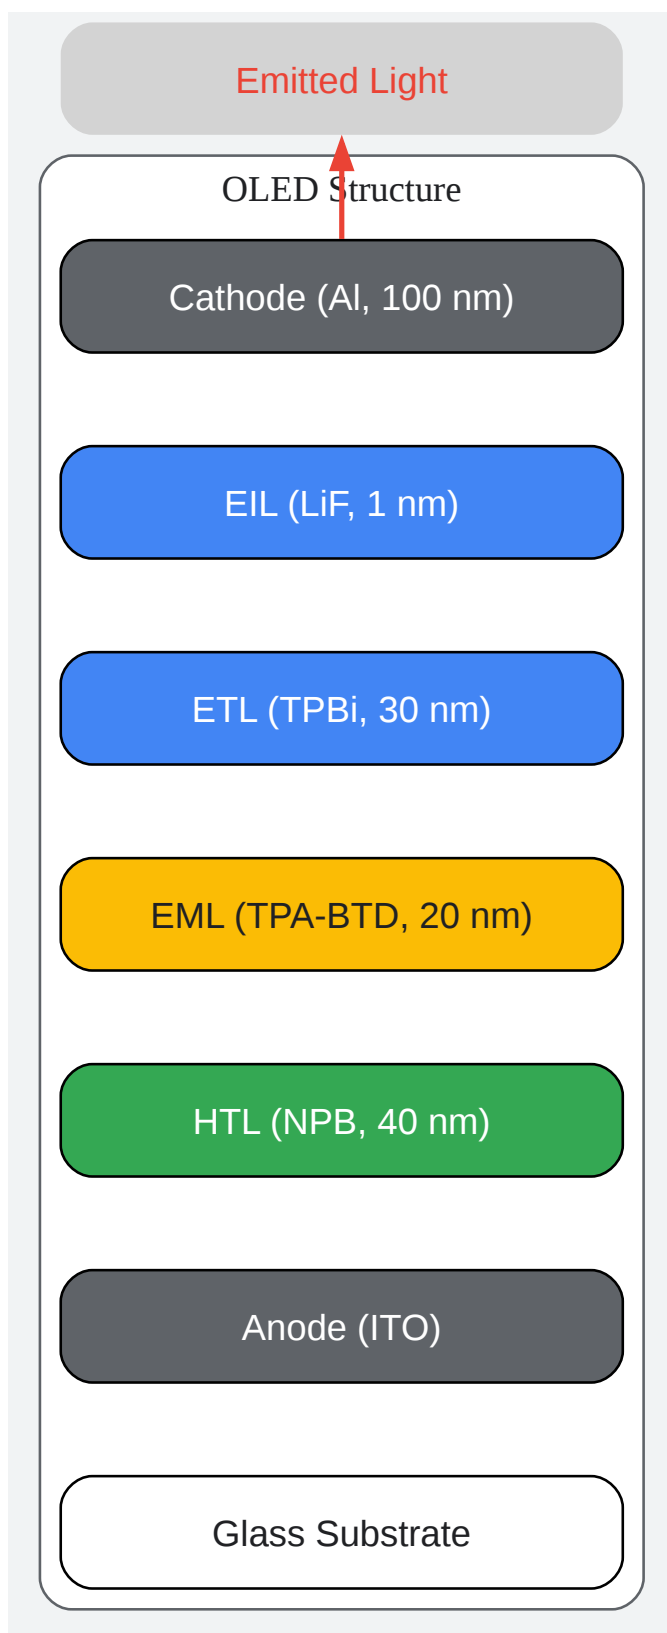 Emitted Light
OLED Structure
Cathode (Al, 100 nm)
EIL (LiF, 1 nm)
ETL (TPBi, 30 nm)
EML (TPA-BTD, 20 nm)
HTL (NPB, 40 nm)
Anode (ITO)
Glass Substrate